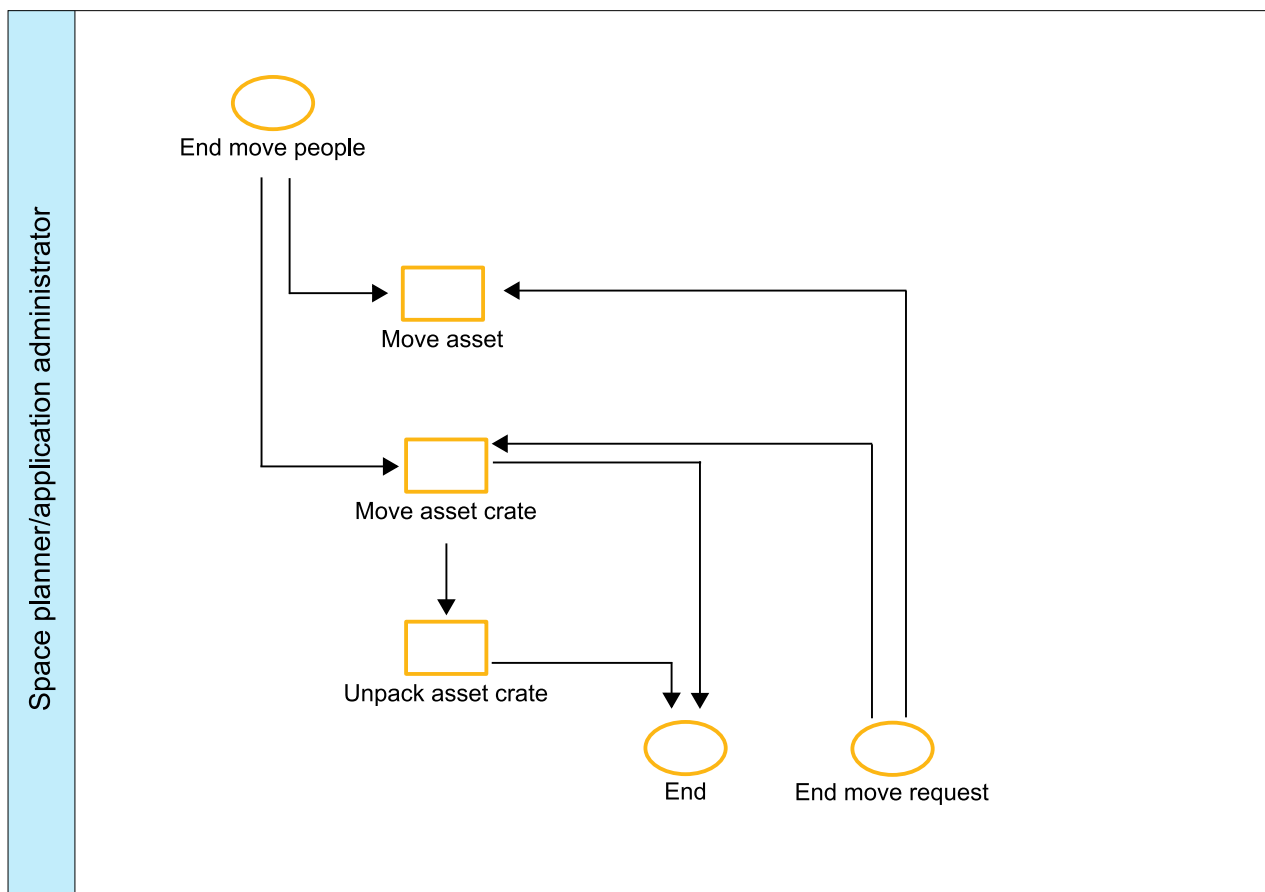 Space planner/application administrator
End move people
Move asset
Move asset crate
Unpack asset crate
End
End move request